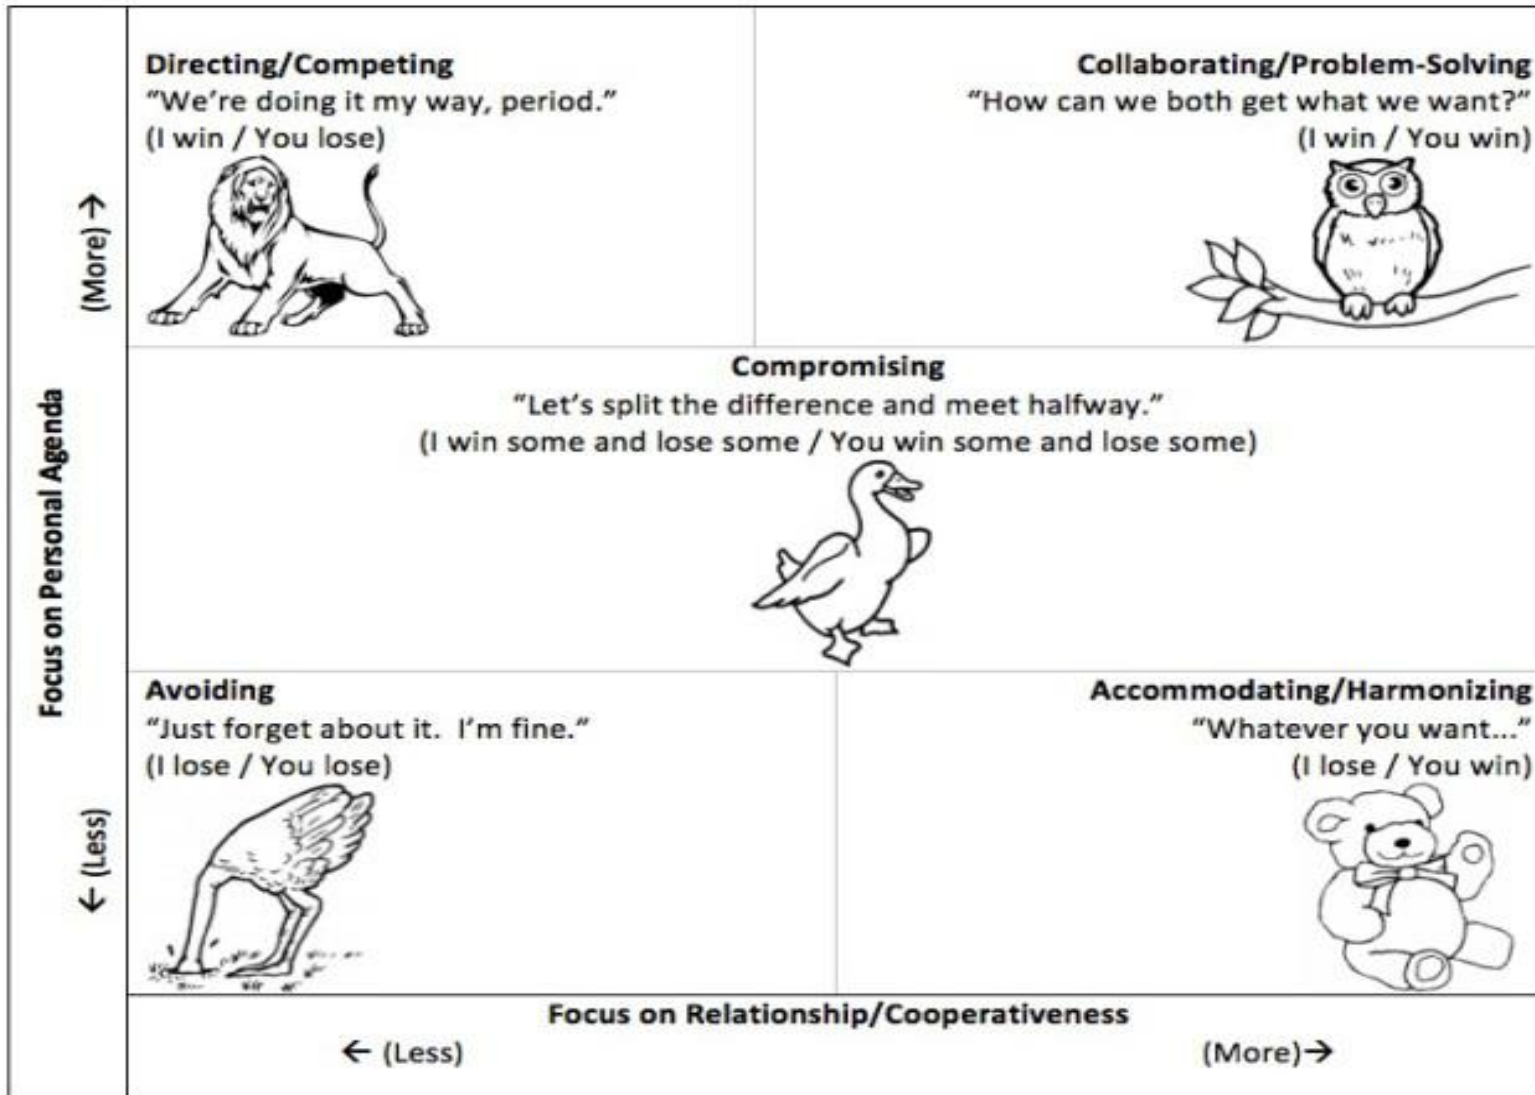 Directing/Competing
“We’re doing it my way, period.”
(I win / You lose)
Collaborating/Problem-Solving
“How can we both get what we want?”
(I win / You win)
Compromising
“Let’s split the difference and meet halfway.”
(I win some and lose some / You win some and lose some)
Avoiding
“Just forget about it.  I’m fine.”
(I lose / You lose)
Accommodating/Harmonizing
“Whatever you want...”
(I lose / You win)
Focus on Personal Agenda
← (Less)
(More) →
Focus on Relationship/Cooperativeness
← (Less)
(More)→